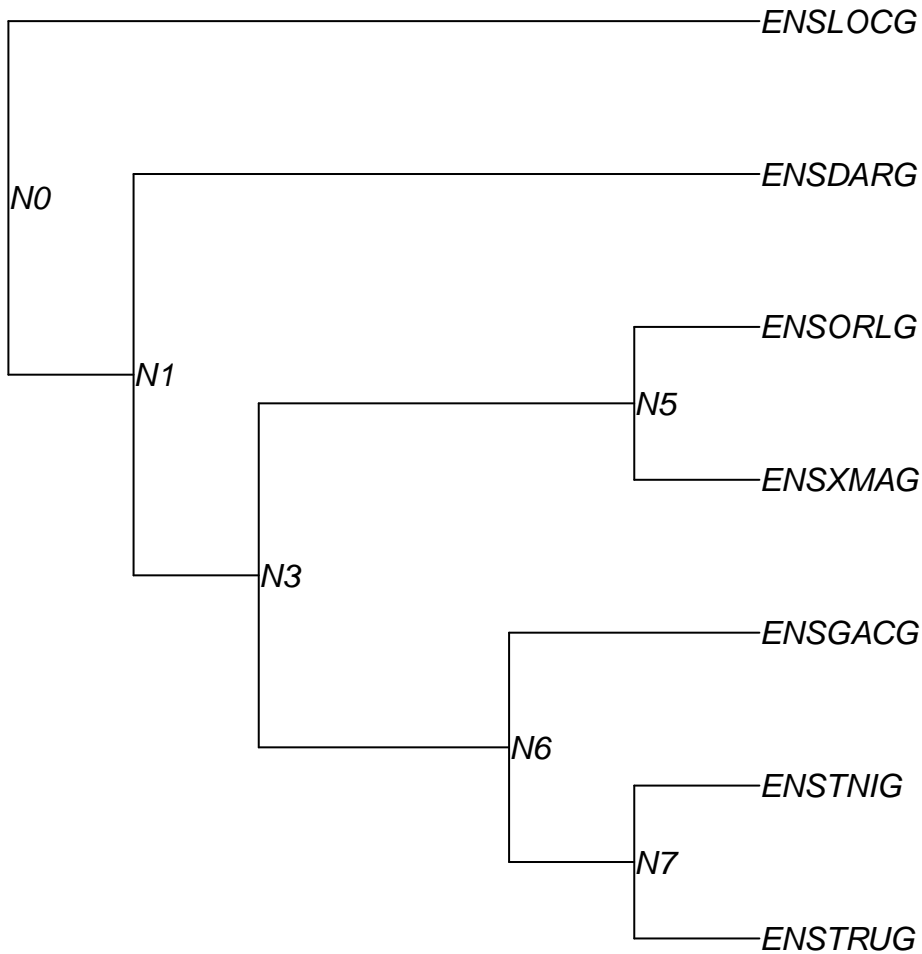 ENSLOCG
ENSDARG
N0
ENSORLG
N1
N5
ENSXMAG
N3
ENSGACG
N6
ENSTNIG
N7
ENSTRUG